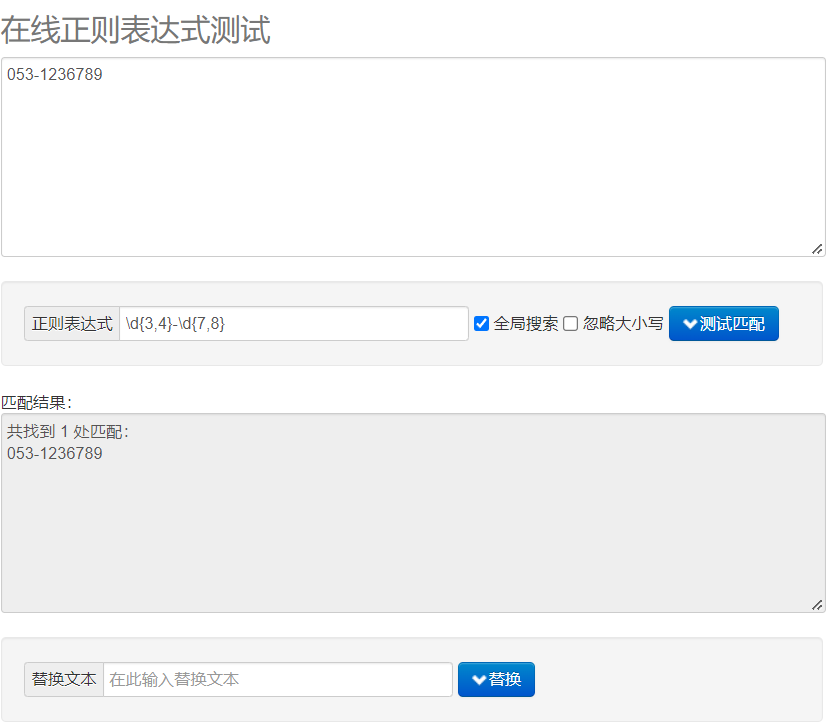 在线正则表达式测试
053-1236789
正则表达式 \d{3,4}-\d{7,8} 全局搜索 忽略大小写 测试匹配
匹配结果：
共找到 1 处匹配：
053-1236789
替换文本 在此输入替换文本 替换